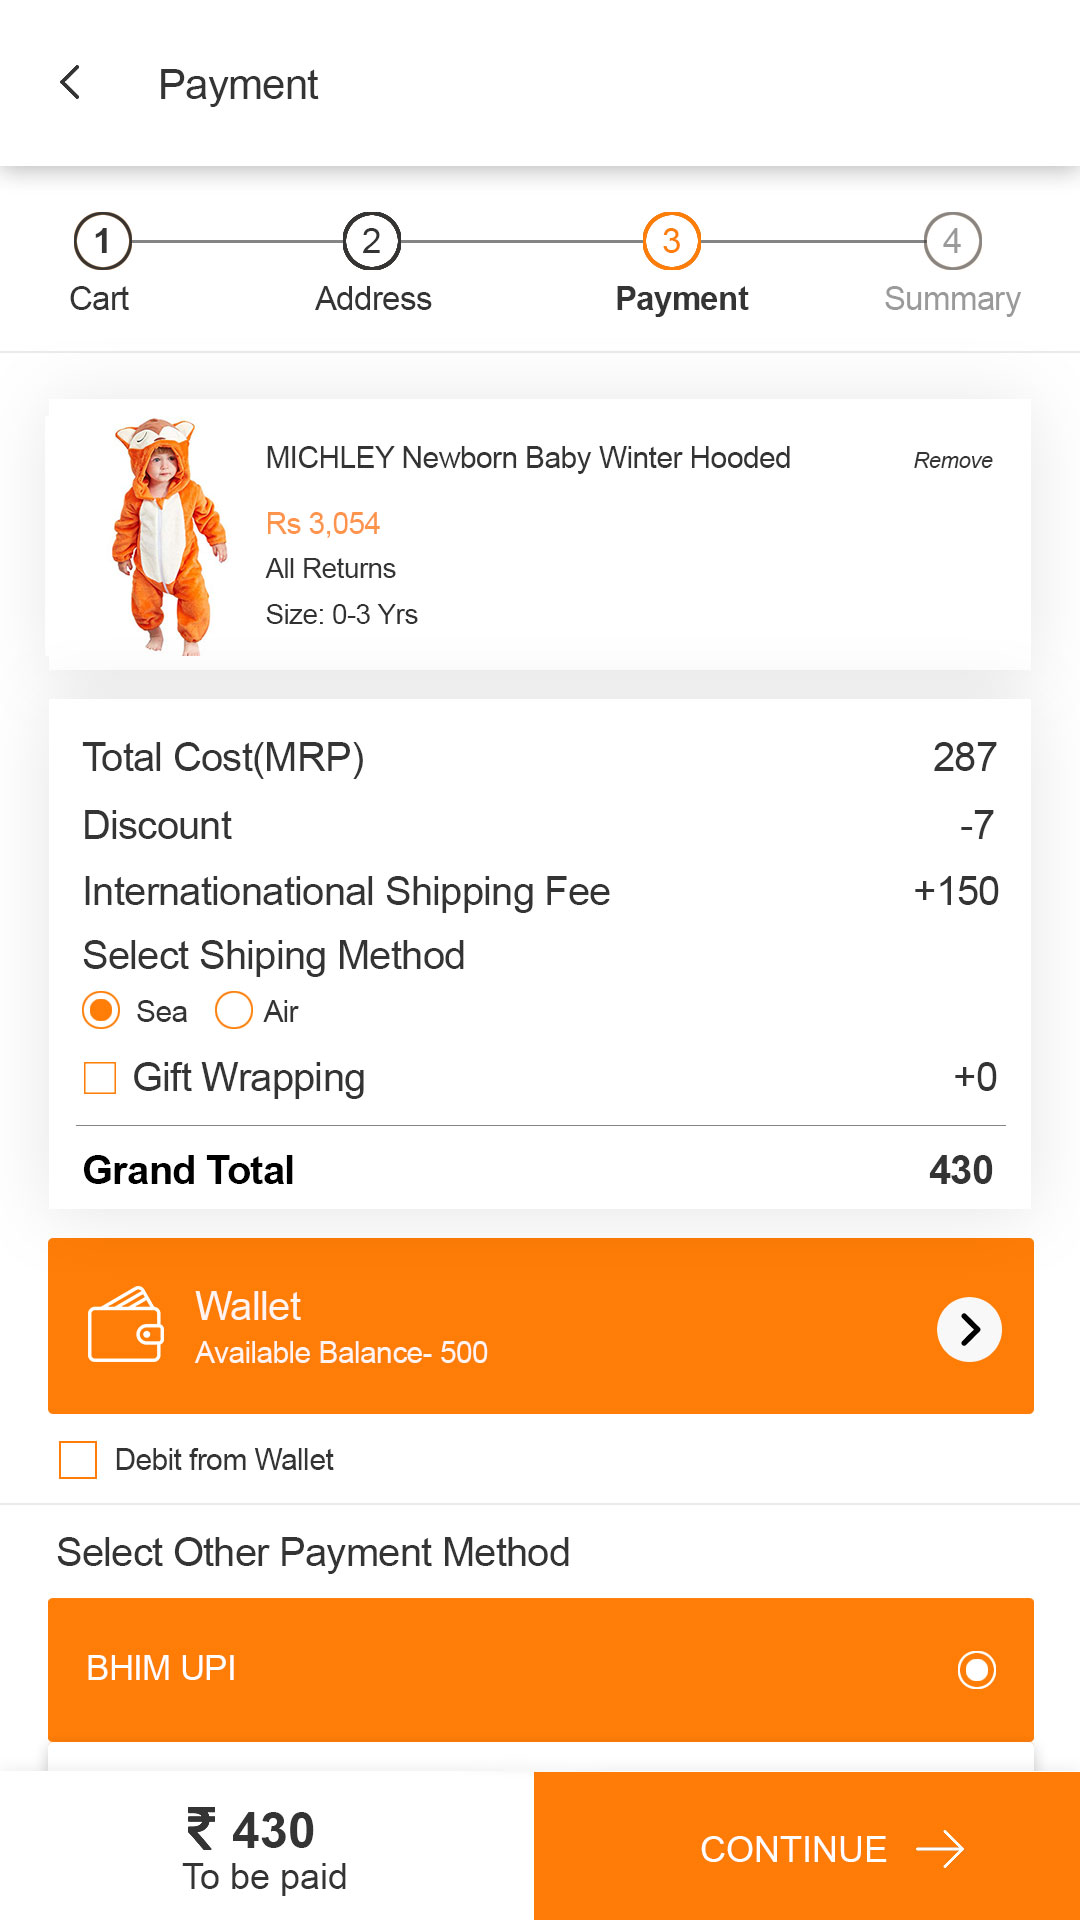 Payment
1 2 3 4
Cart Address Payment Summary
MICHLEY Newborn Baby Winter Hooded Remove
Rs 3,054
All Returns
Size: 0-3 Yrs
Total Cost(MRP) 287
Discount -7
Internationational Shipping Fee +150
Select Shiping Method
Sea Air
Gift Wrapping +0
Grand Total 430
Wallet
Available Balance- 500
Debit from Wallet
Select Other Payment Method
BHIM UPI
₹ 430
To be paid
CONTINUE